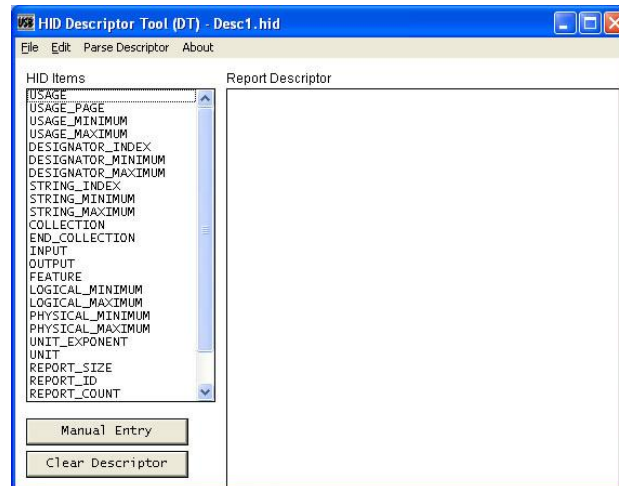 USB HID Descriptor Tool (DT) - Desc1.hid
File Edit Parse Descriptor About
HID Items
USAGE
USAGE_PAGE
USAGE_MINIMUM
USAGE_MAXIMUM
DESIGNATOR_INDEX
DESIGNATOR_MINIMUM
DESIGNATOR_MAXIMUM
STRING_INDEX
STRING_MINIMUM
STRING_MAXIMUM
COLLECTION
END_COLLECTION
INPUT
OUTPUT
FEATURE
LOGICAL_MINIMUM
LOGICAL_MAXIMUM
PHYSICAL_MINIMUM
PHYSICAL_MAXIMUM
UNIT_EXPONENT
UNIT
REPORT_SIZE
REPORT_ID
REPORT_COUNT
Manual Entry
Clear Descriptor
Report Descriptor